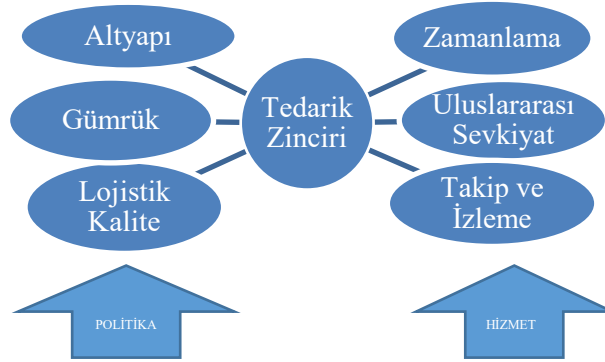 Altyapı
Gümrük
Lojistik
Kalite
Tedarik
Zinciri
Zamanlama
Uluslararası
Sevkiyat
Takip ve
İzleme
POLİTİKA
HİZMET